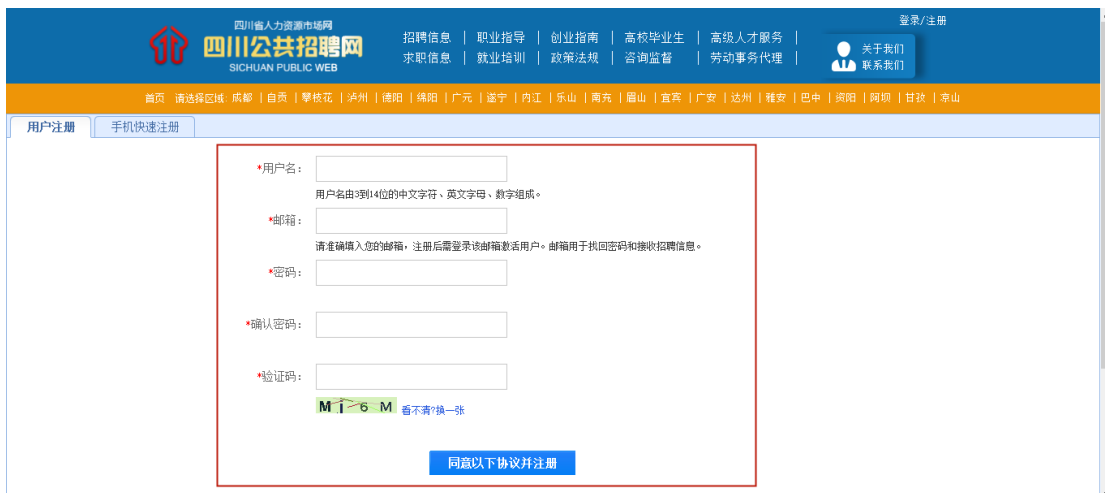 四川省人力资源市场网
四川公共招聘网
SICHUAN PUBLIC WEB
招聘信息 | 职业指导 | 创业指南 | 高校毕业生 | 高级人才服务 |
求职信息 | 就业培训 | 政策法规 | 咨询监督 | 劳动事务代理 |
登录/注册
关于我们
联系我们
首页 请选择区域: 成都 | 自贡 | 攀枝花 | 泸州 | 德阳 | 绵阳 | 广元 | 遂宁 | 内江 | 乐山 | 南充 | 眉山 | 宜宾 | 广安 | 达州 | 雅安 | 巴中 | 资阳 | 阿坝 | 甘孜 | 凉山
用户注册 手机快速注册
*用户名：
用户名由3到14位的中文字符、英文字母、数字组成。
*邮箱：
请准确填入您的邮箱，注册后需登录该邮箱激活用户。邮箱用于找回密码和接收招聘信息。
*密码：
*确认密码：
*验证码：
M j 6 M 看不清?换一张
同意以下协议并注册